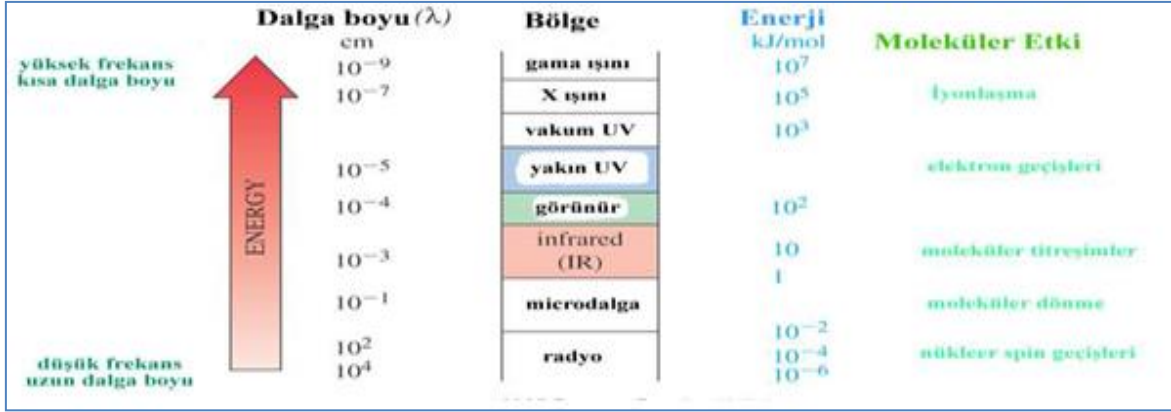 Dalga boyu (λ) Bölge Enerji
cm kJ/mol Moleküler Etki
yüksek frekans
kısa dalga boyu
10⁻⁹ gama ışını 10⁷
10⁻⁷ X ışını 10⁵ İyonlaşma
vakum UV 10³
10⁻⁵ yakın UV elektron geçişleri
10⁻⁴ görünür 10²
ENERGY
infrared
(IR)
10⁻³ 10 moleküler titreşimler
1
10⁻¹ microdalga moleküler dönme
10⁻²
10² radyo 10⁻⁴ nükleer spin geçişleri
10⁴ 10⁻⁶
düşük frekans
uzun dalga boyu